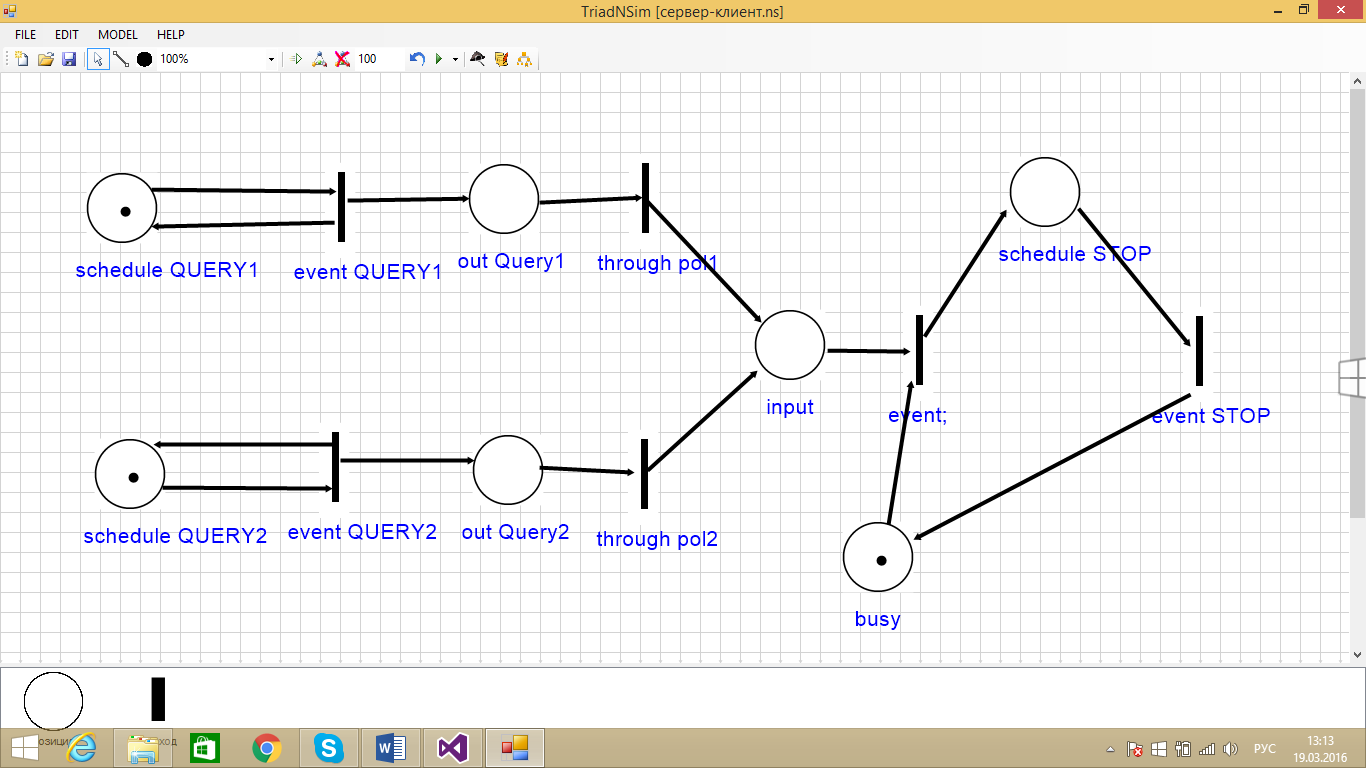 TriadNSim [сервер-клиент.ns]
FILE EDIT MODEL HELP
100% 100
schedule QUERY1
event QUERY1
out Query1
through pol1
schedule STOP
input
event;
event STOP
schedule QUERY2
event QUERY2
out Query2
through pol2
busy
РУС
13:13
19.03.2016